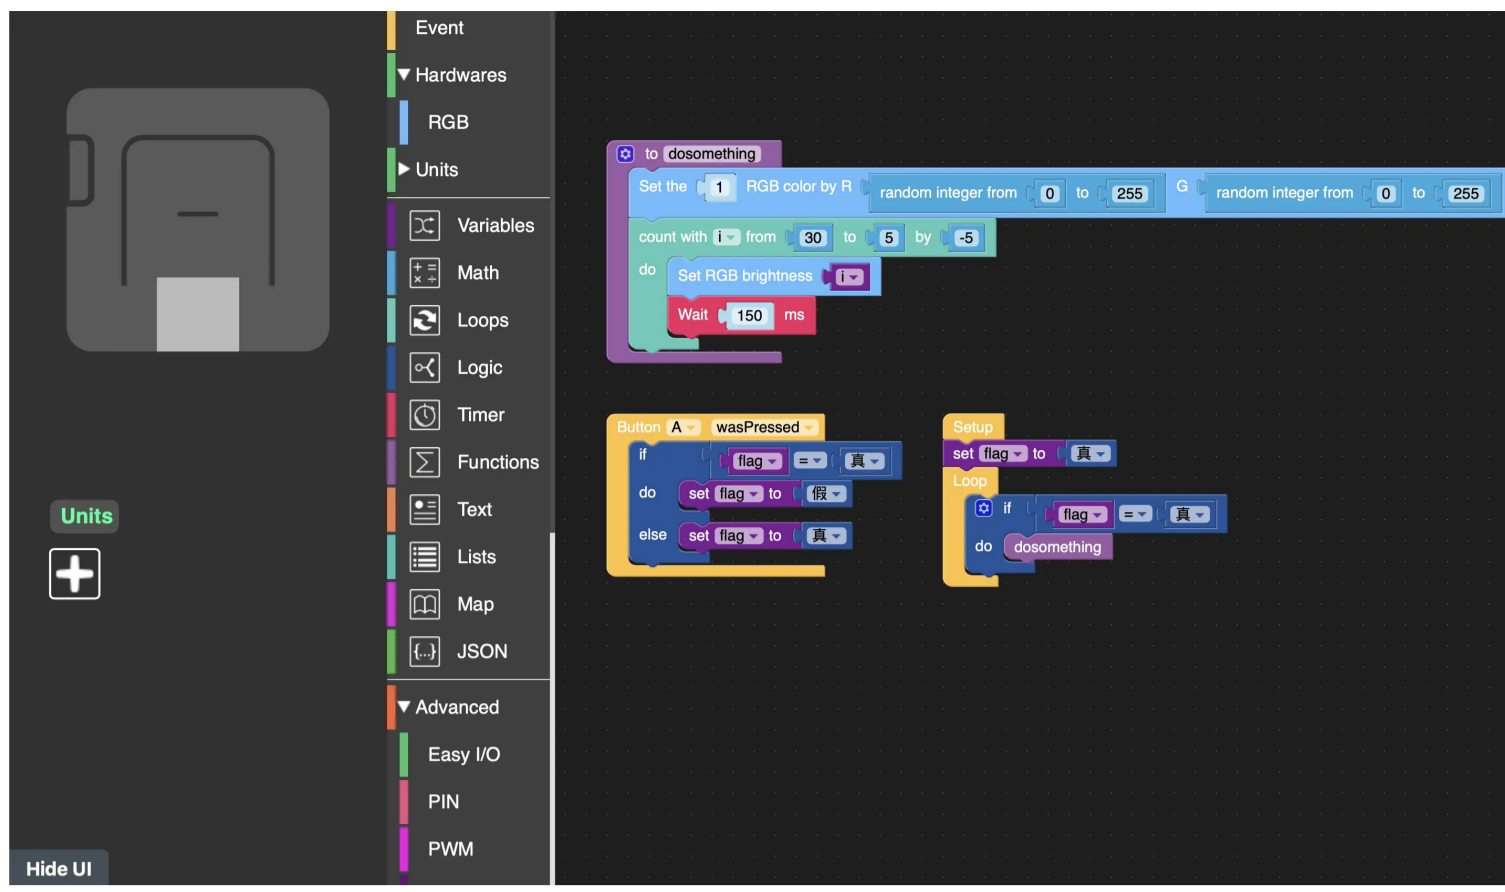 Event
Hardwares
RGB
Units
Variables
Math
Loops
Logic
Timer
Functions
Text
Lists
Map
{...} JSON
Advanced
Easy I/O
PIN
PWM
Units
Hide UI
to dosomething
Set the 1 RGB color by R random integer from 0 to 255 G random integer from 0 to 255
count with i from 30 to 5 by -5
do Set RGB brightness i
Wait 150 ms
Button A wasPressed
if flag = 真
do set flag to 假
else set flag to 真
Setup
set flag to 真
Loop
if flag = 真
do dosomething